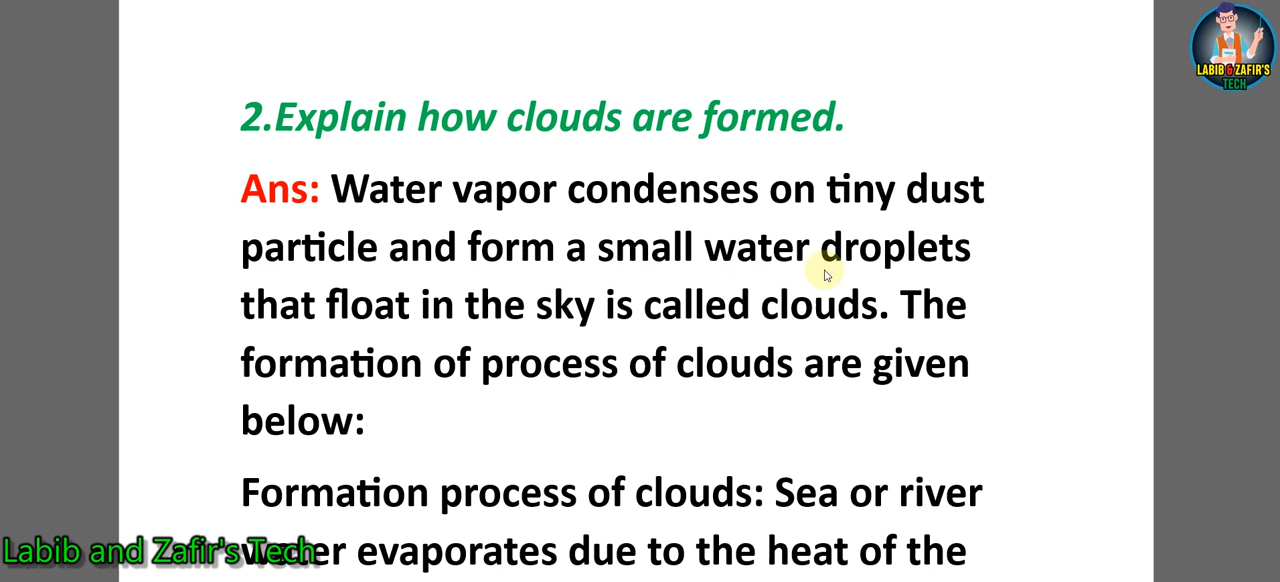 LABIB & ZAFIR'S
TECH
2.Explain how clouds are formed.
Ans: Water vapor condenses on tiny dust
particle and form a small water droplets
that float in the sky is called clouds. The
formation of process of clouds are given
below:
Formation process of clouds: Sea or river
water evaporates due to the heat of the
Labib and Zafir's Tech